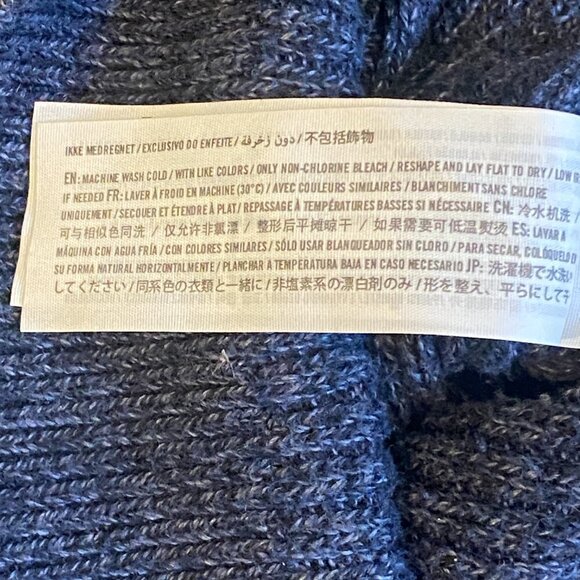 IKKE MEDREGNET / EXCLUSIVO DO ENFEITE / دون زخرفة / 不包括飾物
EN: MACHINE WASH COLD / WITH LIKE COLORS / ONLY NON-CHLORINE BLEACH / RESHAPE AND LAY FLAT TO DRY / LOW
IF NEEDED FR: LAVER À FROID EN MACHINE (30°C) / AVEC COULEURS SIMILAIRES / BLANCHIMENT SANS CHLORE
UNIQUEMENT / SECOUER ET ÉTENDRE À PLAT / REPASSAGE À TEMPÉRATURES BASSES SI NÉCESSAIRE CN: 冷水机洗
可与相似色同洗 / 仅允许非氯漂 / 整形后平摊晾干 / 如果需要可低温熨烫 ES: LAVAR A
MÁQUINA CON AGUA FRÍA / CON COLORES SIMILARES / SÓLO USAR BLANQUEADOR SIN CLORO / PARA SECAR, COLÓQUELO
SU FORMA NATURAL HORIZONTALMENTE / PLANCHAR A TEMPERATURA BAJA EN CASO NECESARIO JP: 洗濯機で水洗い
してください / 同系色の衣類と一緒に / 非塩素系の漂白剤のみ / 形を整え、平らにして